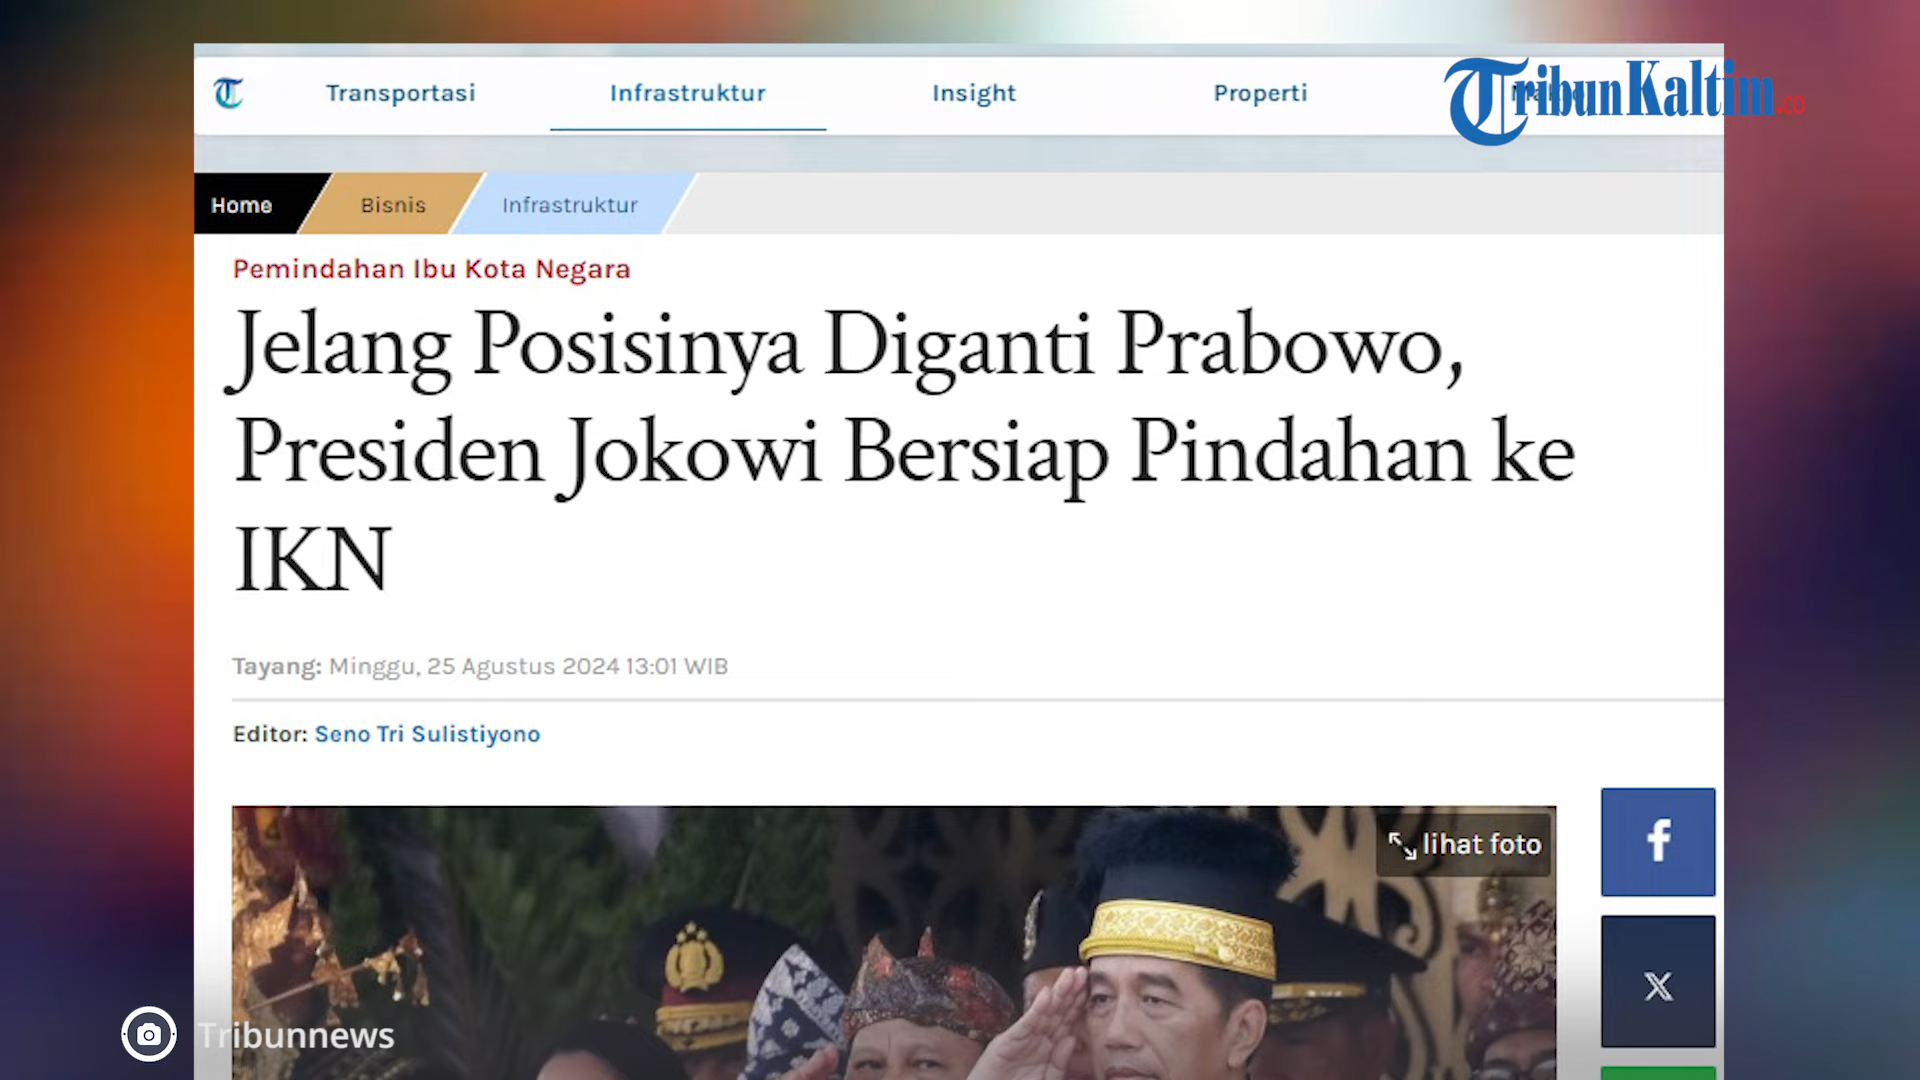 Transportasi
Infrastruktur
Insight
Properti
TribunKaltim.co
Home
Bisnis
Infrastruktur
Pemindahan Ibu Kota Negara
Jelang Posisinya Diganti Prabowo,
Presiden Jokowi Bersiap Pindahan ke
IKN
Tayang: Minggu, 25 Agustus 2024 13:01 WIB
Editor: Seno Tri Sulistiyono
lihat foto
Tribunnews